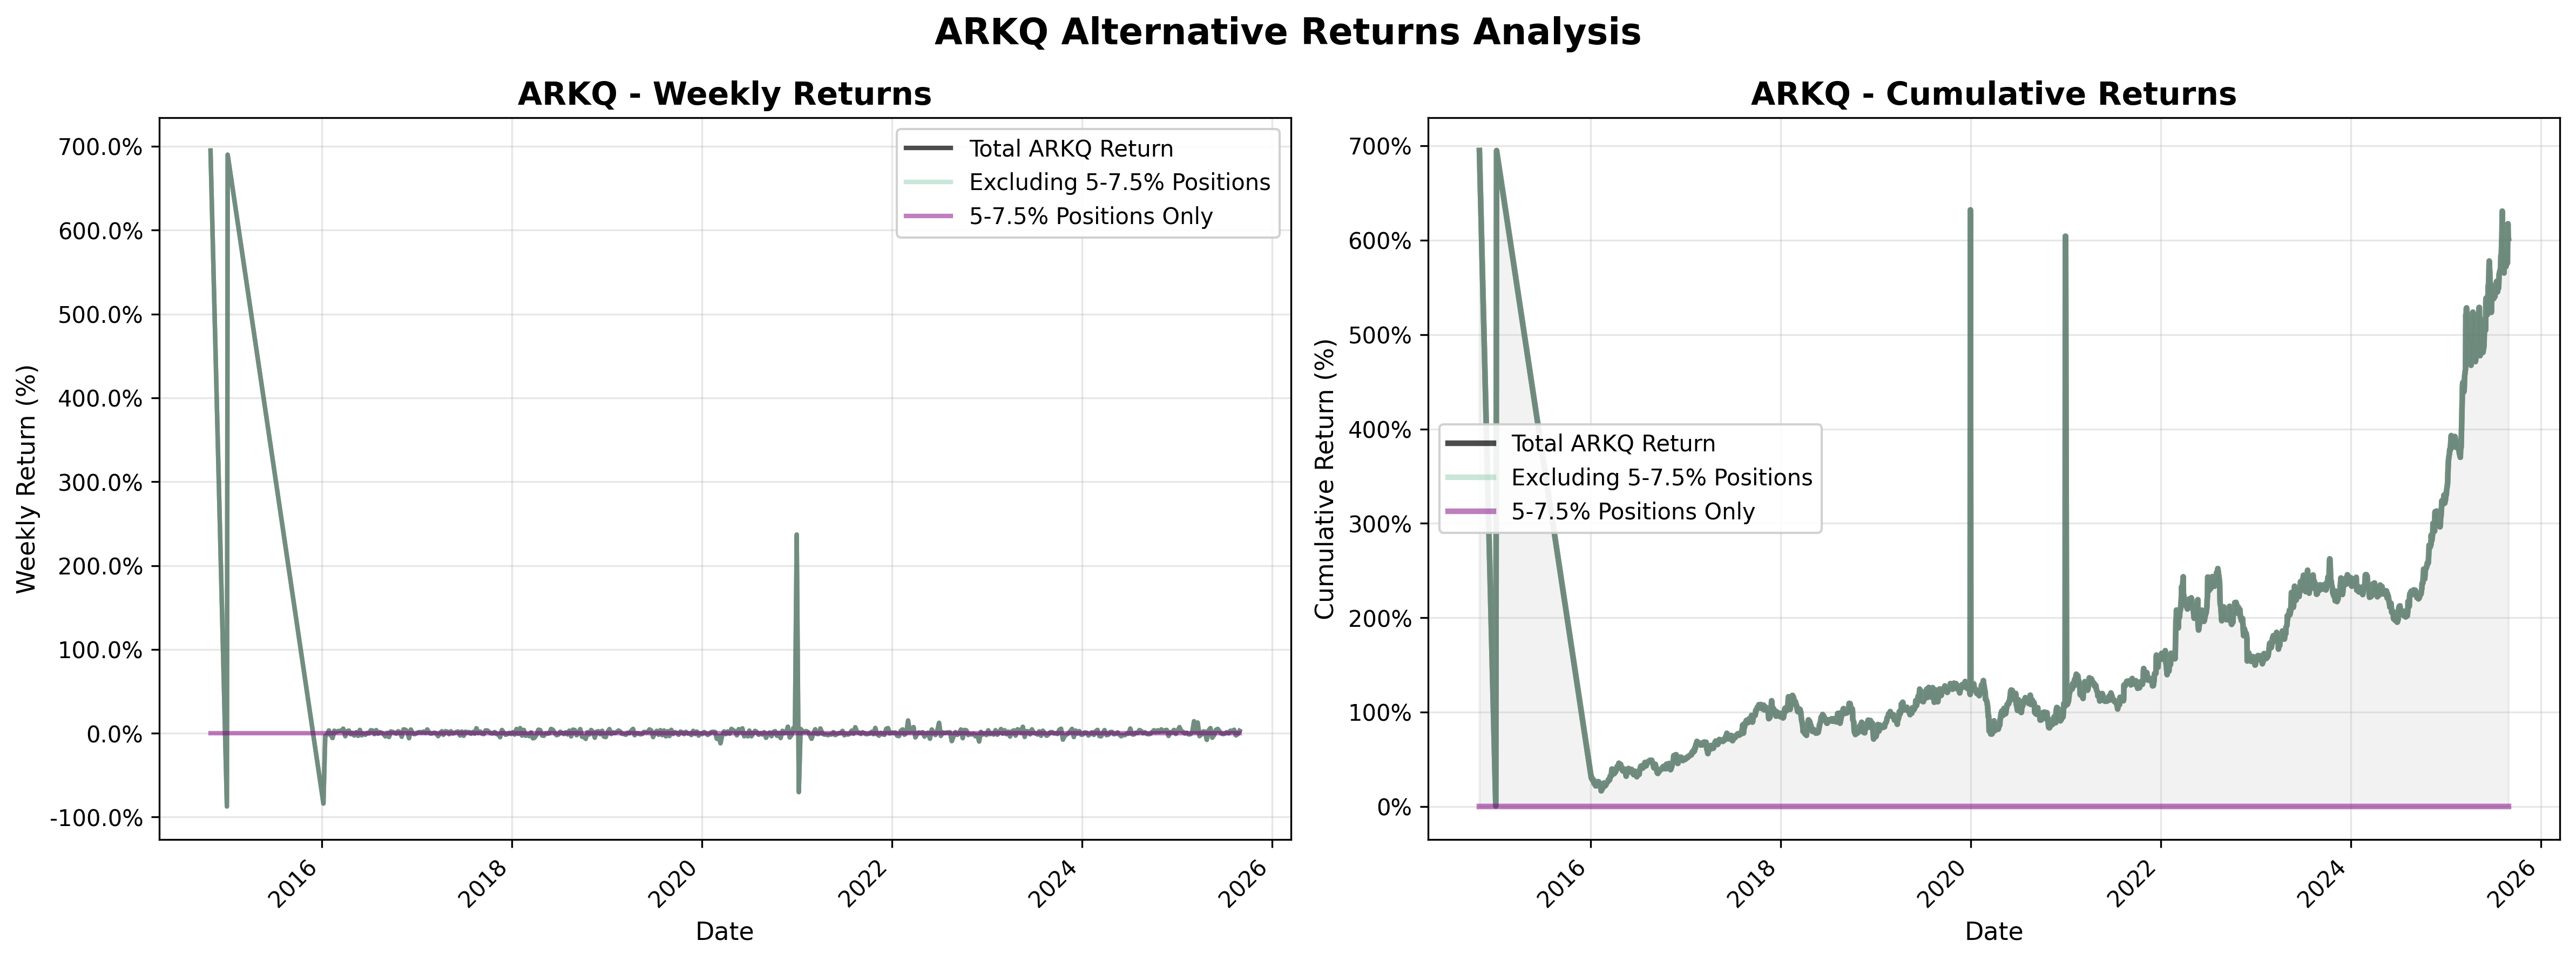 ARKQ Alternative Returns Analysis
ARKQ - Weekly Returns
700.0%
600.0%
500.0%
400.0%
300.0%
200.0%
100.0%
0.0%
-100.0%
Weekly Return (%)
Total ARKQ Return
Excluding 5-7.5% Positions
5-7.5% Positions Only
2016
2018
2020
2022
2024
2026
Date
ARKQ - Cumulative Returns
700%
600%
500%
400%
300%
200%
100%
0%
Cumulative Return (%)
Total ARKQ Return
Excluding 5-7.5% Positions
5-7.5% Positions Only
2016
2018
2020
2022
2024
2026
Date